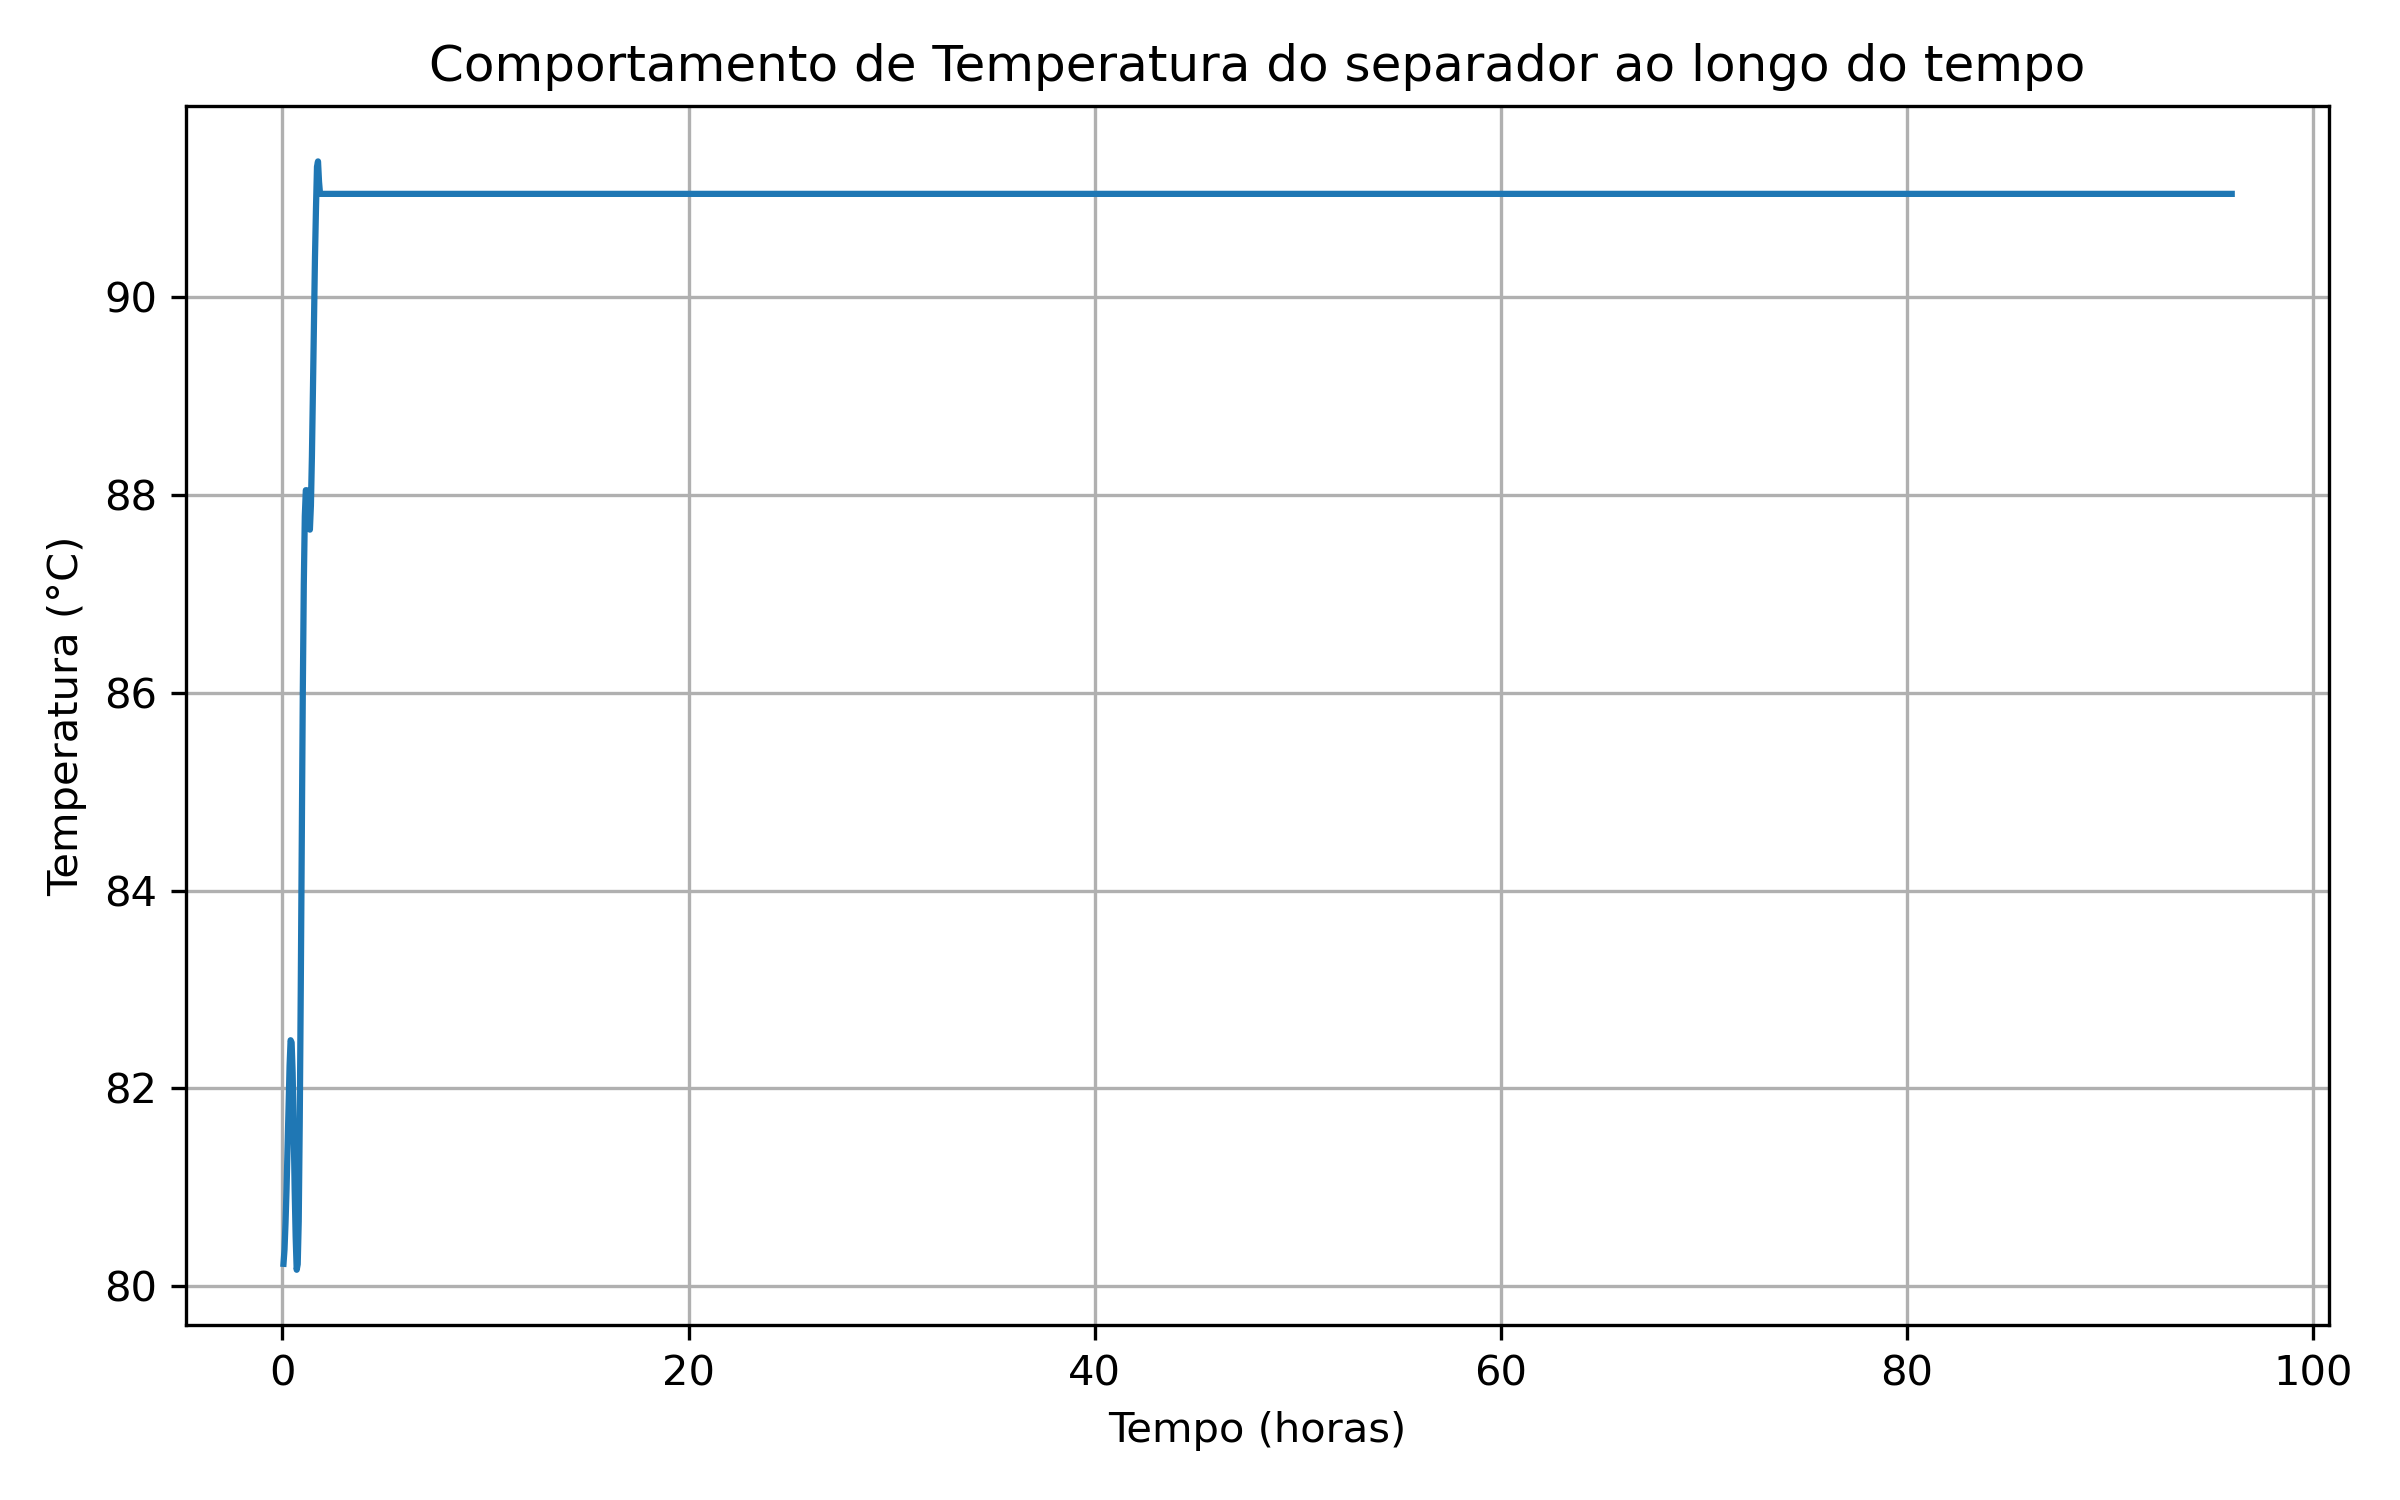 Comportamento de Temperatura do separador ao longo do tempo
Temperatura (°C)
90
88
86
84
82
80
0 20 40 60 80 100
Tempo (horas)